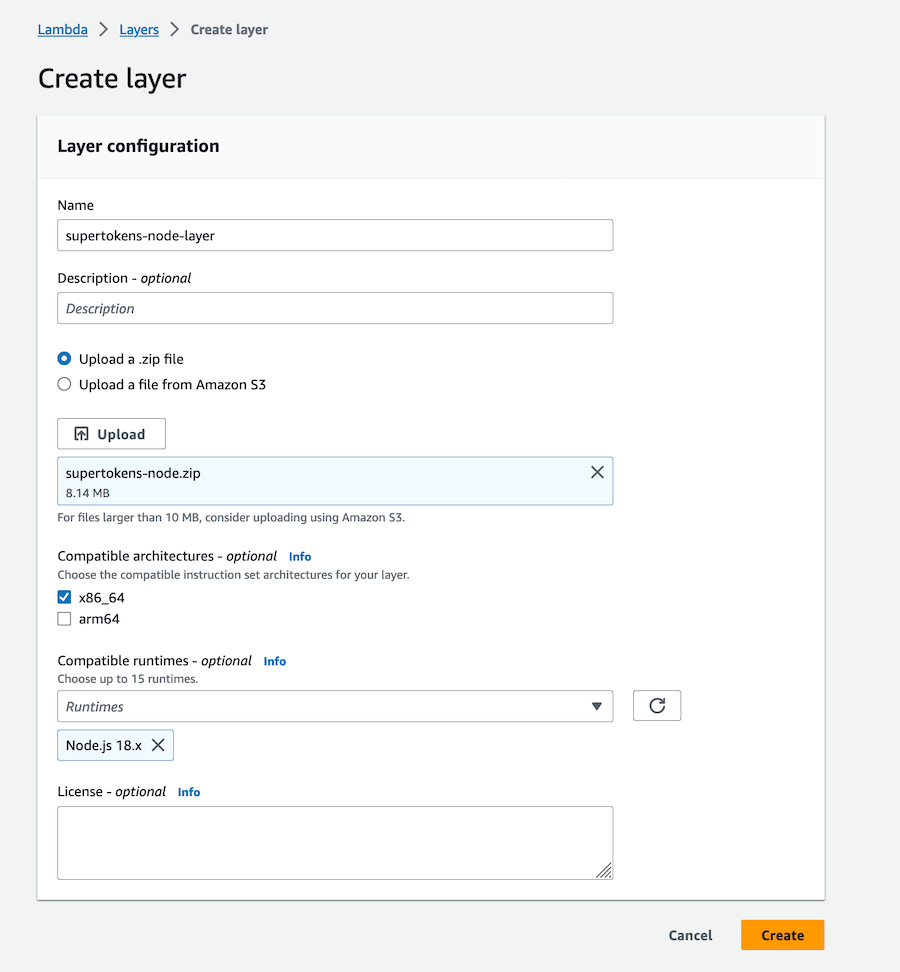 Lambda > Layers > Create layer
Create layer
Layer configuration
Name
supertokens-node-layer
Description - optional
Description
Upload a .zip file
Upload a file from Amazon S3
Upload
supertokens-node.zip
8.14 MB
For files larger than 10 MB, consider uploading using Amazon S3.
Compatible architectures - optional Info
Choose the compatible instruction set architectures for your layer.
x86_64
arm64
Compatible runtimes - optional Info
Choose up to 15 runtimes.
Runtimes
Node.js 18.x
License - optional Info
Cancel Create